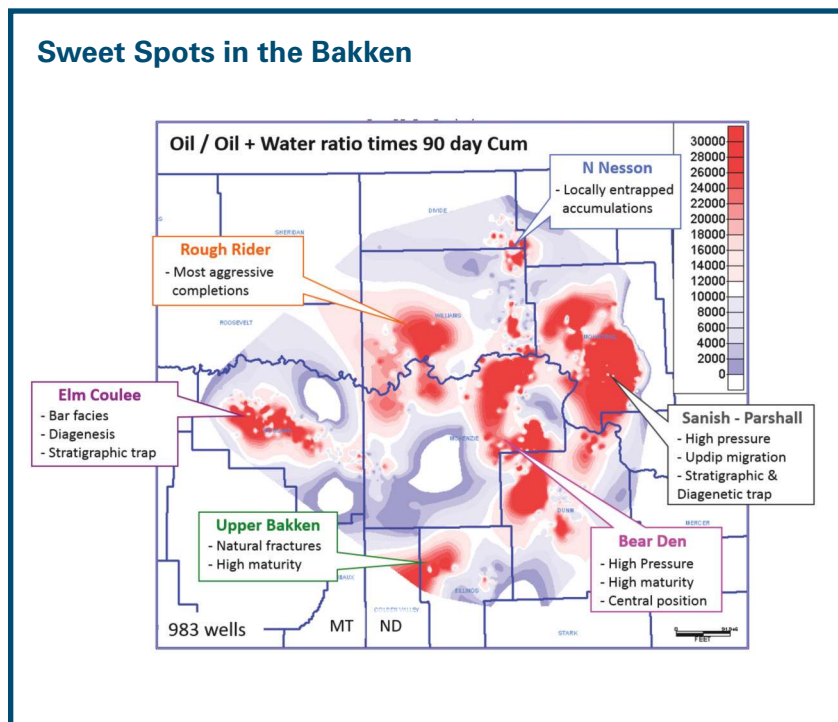 Sweet Spots in the Bakken
Oil / Oil + Water ratio times 90 day Cum
30000
28000
26000
24000
22000
20000
18000
16000
14000
12000
10000
8000
6000
4000
2000
0
N Nesson
- Locally entrapped
accumulations
DIVIDE
SHERIDAN
Rough Rider
- Most aggressive
completions
ROOSEVELT
WILLIAMS
Elm Coulee
- Bar facies
- Diagenesis
- Stratigraphic trap
MCKENZIE
Sanish - Parshall
- High pressure
- Updip migration
- Stratigraphic &
Diagenetic trap
DUNN
MERCER
Upper Bakken
- Natural fractures
- High maturity
Bear Den
- High Pressure
- High maturity
- Central position
BILLINGS
STARK
983 wells
MT
ND
0
FEET